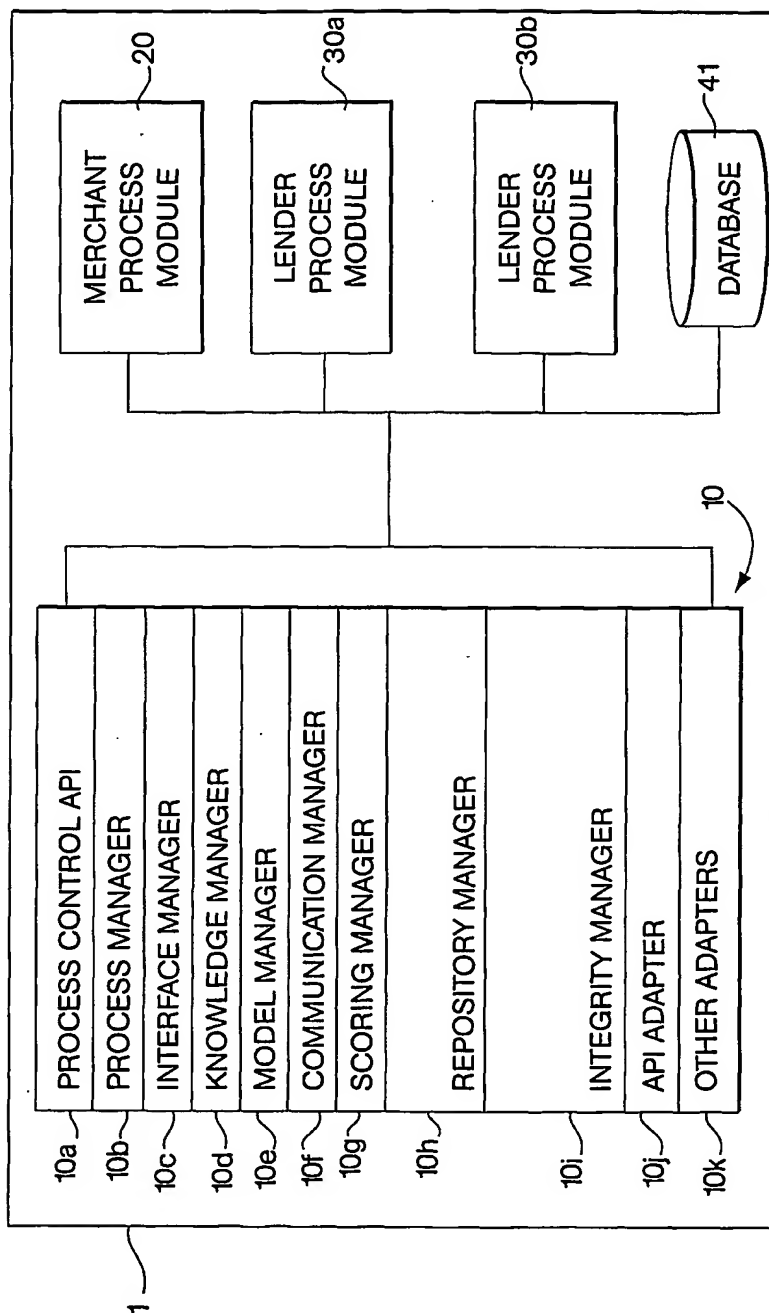 1
10a
PROCESS CONTROL API
10b
PROCESS MANAGER
10c
INTERFACE MANAGER
10d
KNOWLEDGE MANAGER
10e
MODEL MANAGER
10f
COMMUNICATION MANAGER
10g
SCORING MANAGER
10h
REPOSITORY MANAGER
10i
INTEGRITY MANAGER
10j
API ADAPTER
10k
OTHER ADAPTERS
10
MERCHANT
PROCESS
MODULE
20
LENDER
PROCESS
MODULE
30a
LENDER
PROCESS
MODULE
30b
DATABASE
41